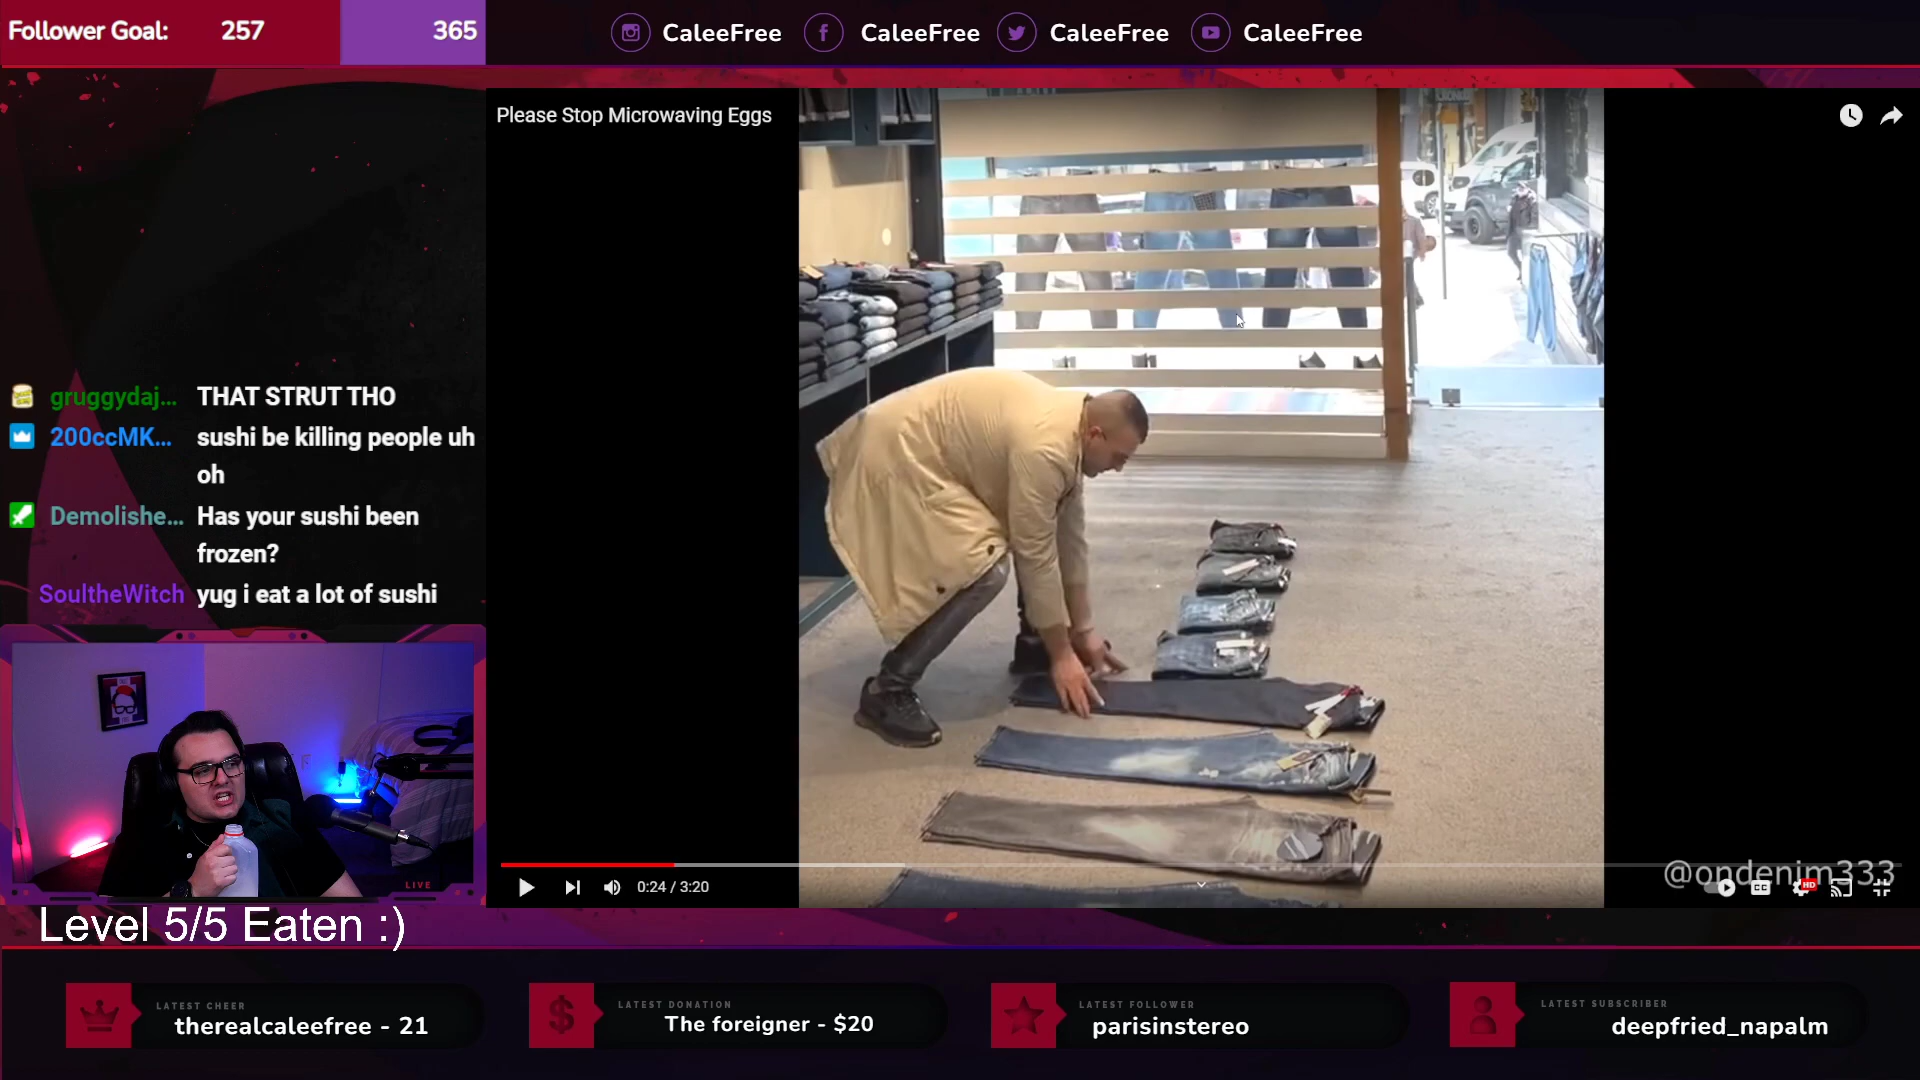 Follower Goal: 257 365
CaleeFree CaleeFree CaleeFree CaleeFree
Please Stop Microwaving Eggs
gruggydaj... THAT STRUT THO
200ccMK... sushi be killing people uh
oh
Demolishe... Has your sushi been
frozen?
SoultheWitch yug i eat a lot of sushi
LIVE
0:24 / 3:20
@ondenim333
CC
HD
Level 5/5 Eaten :)
LATEST CHEER
therealcaleefree - 21
LATEST DONATION
The foreigner - $20
LATEST FOLLOWER
parisinstereo
LATEST SUBSCRIBER
deepfried_napalm